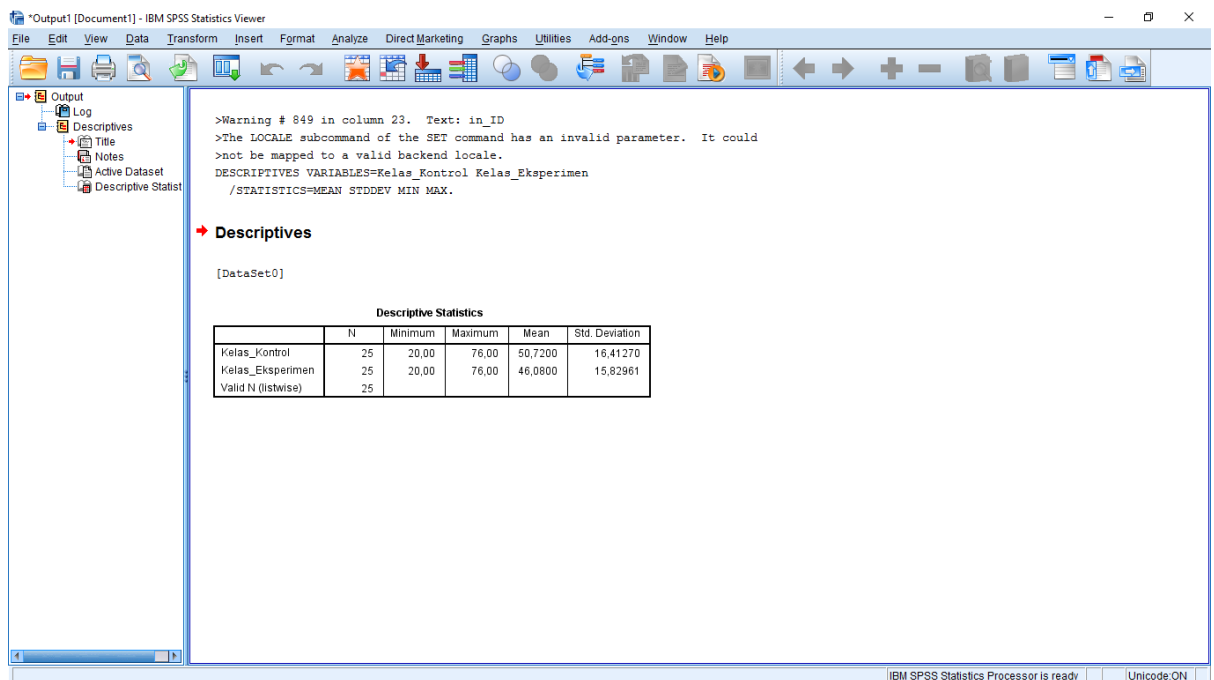 *Output1 [Document1] - IBM SPSS Statistics Viewer
File Edit View Data Transform Insert Format Analyze Direct Marketing Graphs Utilities Add-ons Window Help
Output
Log
Descriptives
Title
Notes
Active Dataset
Descriptive Statist
>Warning # 849 in column 23. Text: in_ID
>The LOCALE subcommand of the SET command has an invalid parameter. It could
>not be mapped to a valid backend locale.
DESCRIPTIVES VARIABLES=Kelas_Kontrol Kelas_Eksperimen
/STATISTICS=MEAN STDDEV MIN MAX.
Descriptives
[DataSet0]
Descriptive Statistics
N Minimum Maximum Mean Std. Deviation
Kelas_Kontrol 25 20,00 76,00 50,7200 16,41270
Kelas_Eksperimen 25 20,00 76,00 46,0800 15,82961
Valid N (listwise) 25
IBM SPSS Statistics Processor is ready Unicode:ON